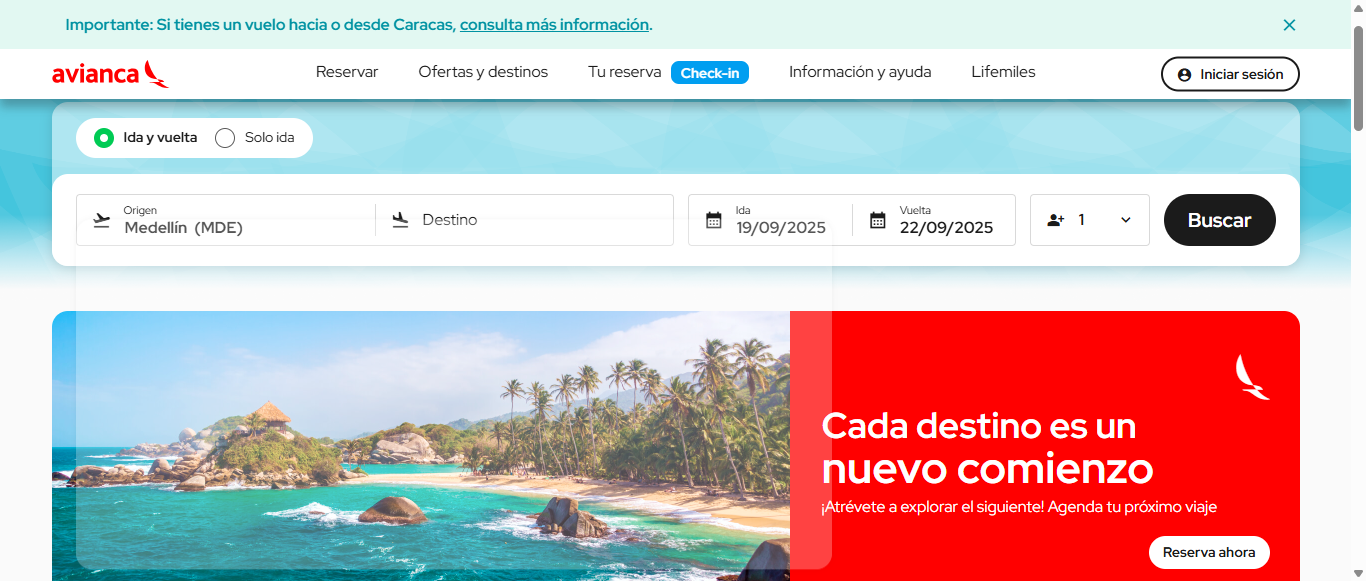 Importante: Si tienes un vuelo hacia o desde Caracas, consulta más información.
avianca
Reservar
Ofertas y destinos
Tu reserva
Check-in
Información y ayuda
Lifemiles
Iniciar sesión
Ida y vuelta
Solo ida
Origen
Medellín (MDE)
Destino
Ida
19/09/2025
Vuelta
22/09/2025
1
Buscar
Cada destino es un
nuevo comienzo
¡Atrévete a explorar el siguiente! Agenda tu próximo viaje
Reserva ahora